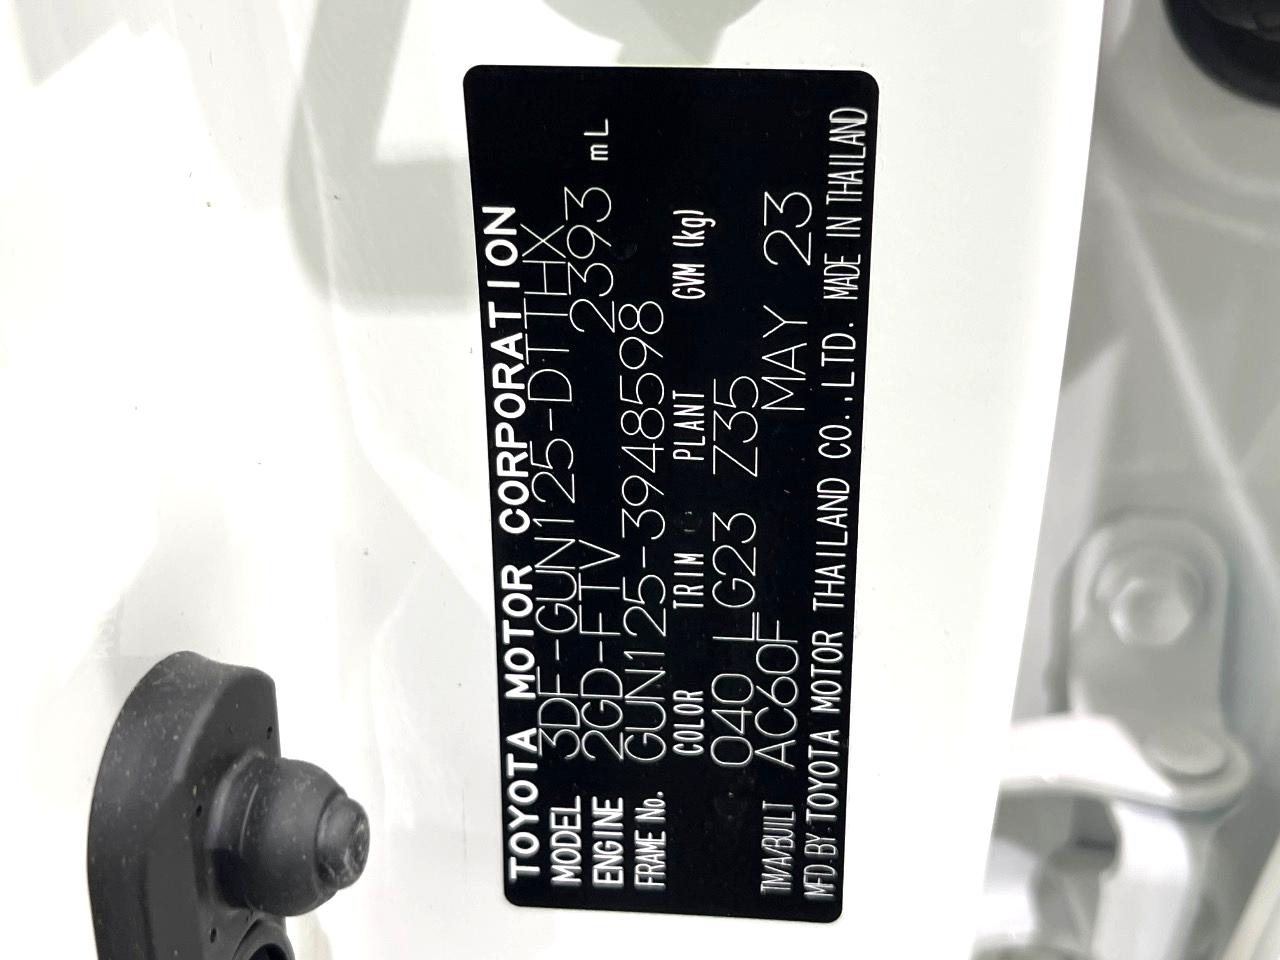 TOYOTA MOTOR CORPORATION
MODEL 3DF-GUN125-DTTHX
ENGINE 2GD-FTV 2393 mL
FRAME No. GUN125-3948598
COLOR TRIM PLANT GVM (kg)
040 LG23 Z35
TM/A/BUILT AC60F MAY 23
MFD.BY TOYOTA MOTOR THAILAND CO.,LTD. MADE IN THAILAND